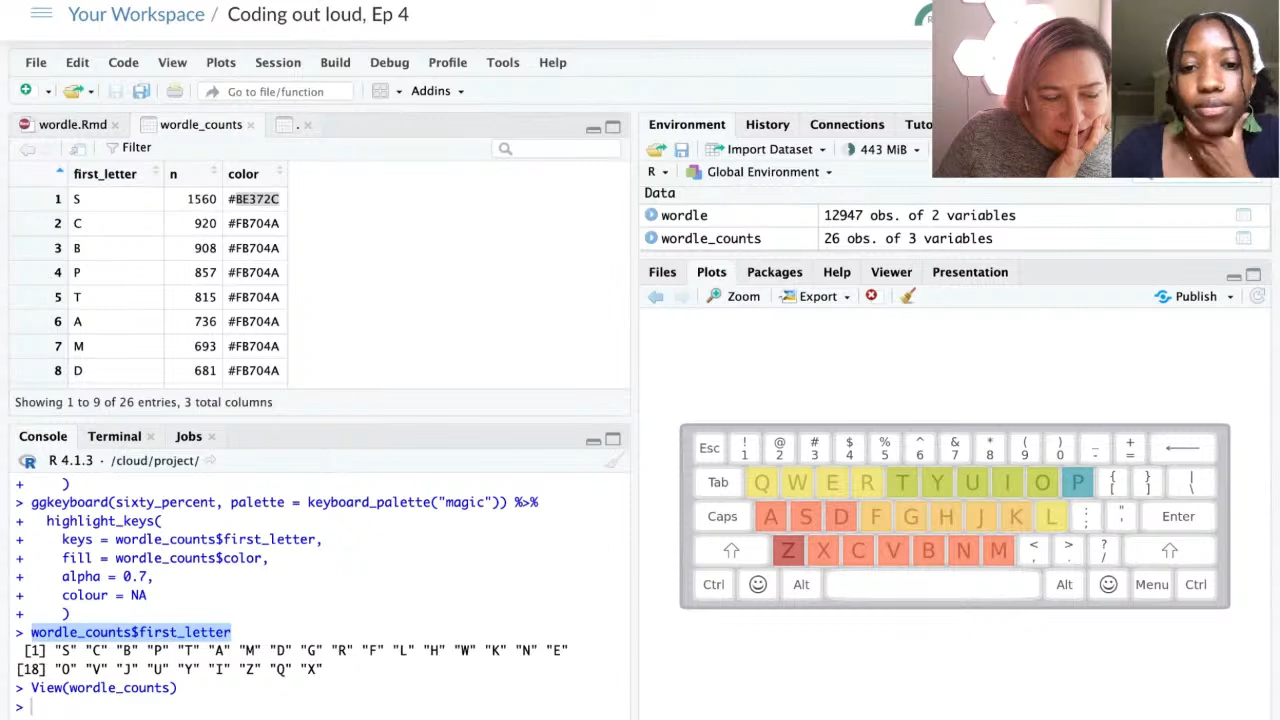 Your Workspace / Coding out loud, Ep 4
File Edit Code View Plots Session Build Debug Profile Tools Help
Go to file/function Addins
wordle.Rmd wordle_counts .
Filter
first_letter n color
1 S 1560 #BE372C
2 C 920 #FB704A
3 B 908 #FB704A
4 P 857 #FB704A
5 T 815 #FB704A
6 A 736 #FB704A
7 M 693 #FB704A
8 D 681 #FB704A
Showing 1 to 9 of 26 entries, 3 total columns
Console Terminal Jobs
R 4.1.3 · /cloud/project/
+ )
> ggkeyboard(sixty_percent, palette = keyboard_palette("magic")) %>%
+ highlight_keys(
+ keys = wordle_counts$first_letter,
+ fill = wordle_counts$color,
+ alpha = 0.7,
+ colour = NA
+ )
> wordle_counts$first_letter
[1] "S" "C" "B" "P" "T" "A" "M" "D" "G" "R" "F" "L" "H" "W" "K" "N" "E"
[18] "O" "V" "J" "U" "Y" "I" "Z" "Q" "X"
> View(wordle_counts)
>
Environment History Connections Tuto
Import Dataset 443 MiB
R Global Environment
Data
wordle 12947 obs. of 2 variables
wordle_counts 26 obs. of 3 variables
Files Plots Packages Help Viewer Presentation
Zoom Export Publish
Esc ! 1 @ 2 # 3 $ 4 % 5 ^ 6 & 7 * 8 ( 9 ) 0 _ - + =
Tab Q W E R T Y U I O P { [ } ] | \
Caps A S D F G H J K L : ; " ' Enter
Z X C V B N M < , > . ? /
Ctrl Alt Alt Menu Ctrl